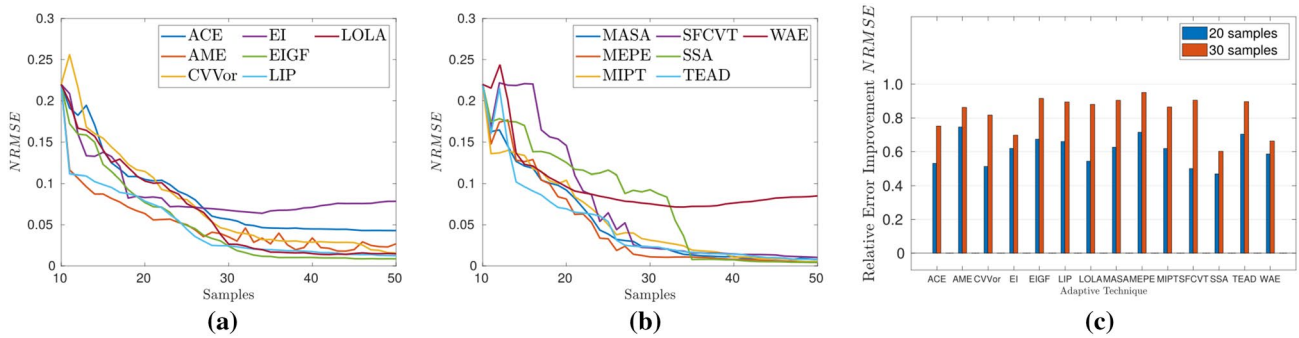 0.3
0.25
0.2
0.15
0.1
0.05
0
NRMSE
ACE EI LOLA
AME EIGF
CVVor LIP
10 20 30 40 50
Samples
(a)
0.3
0.25
0.2
0.15
0.1
0.05
0
NRMSE
MASA SFCVT WAE
MEPE SSA
MIPT TEAD
10 20 30 40 50
Samples
(b)
Relative Error Improvement NRMSE
20 samples
30 samples
1.0
0.8
0.6
0.4
0.2
0
ACE AME CVVor EI EIGF LIP LOLA MASA MEPE MIPT SFCVT SSA TEAD WAE
Adaptive Technique
(c)